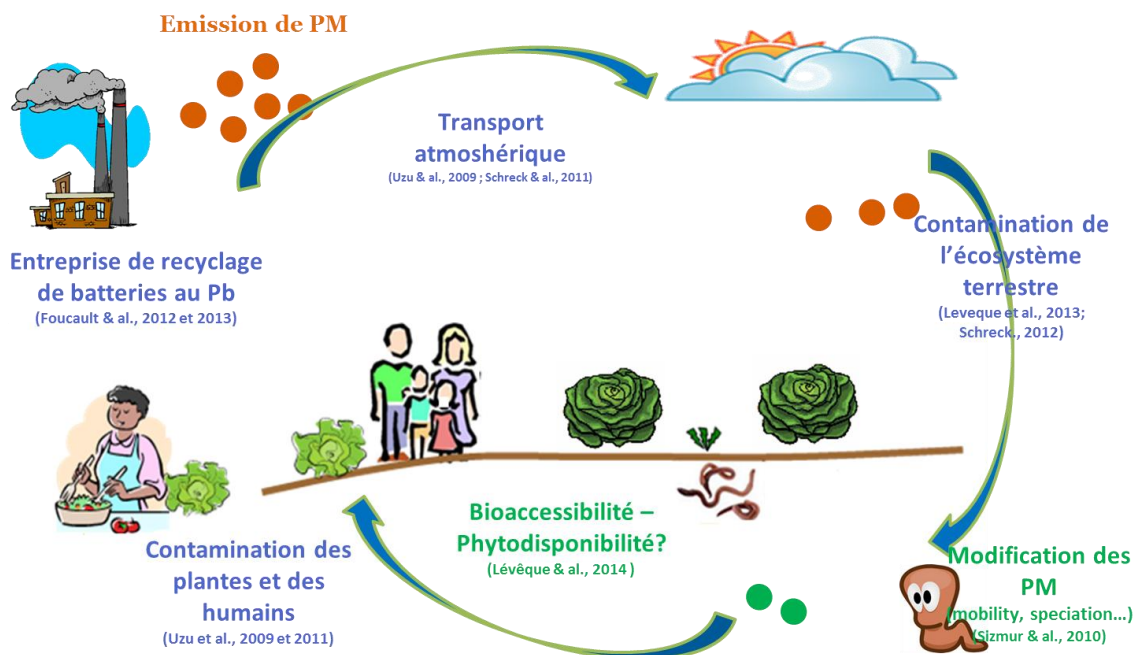 Emission de PM
Transport
atmoshérique
(Uzu & al., 2009 ; Schreck & al., 2011)
Entreprise de recyclage
de batteries au Pb
(Foucault & al., 2012 et 2013)
Contamination de
l'écosystème
terrestre
(Leveque et al., 2013;
Schreck., 2012)
Modification des
PM
(mobility, speciation...)
(Sizmur & al., 2010)
Bioaccessibilité –
Phytodisponibilité?
(Lévêque & al., 2014 )
Contamination des
plantes et des
humains
(Uzu et al., 2009 et 2011)